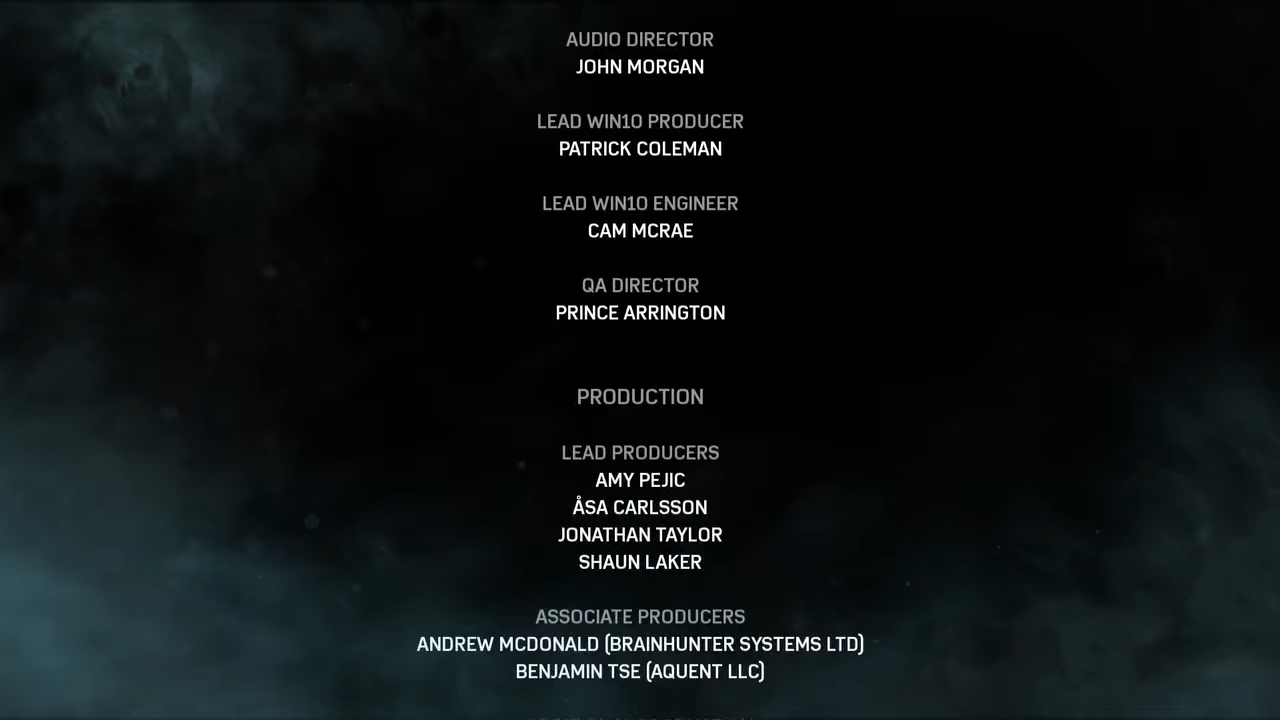 AUDIO DIRECTOR
JOHN MORGAN
LEAD WIN10 PRODUCER
PATRICK COLEMAN
LEAD WIN10 ENGINEER
CAM MCRAE
QA DIRECTOR
PRINCE ARRINGTON
PRODUCTION
LEAD PRODUCERS
AMY PEJIC
ÅSA CARLSSON
JONATHAN TAYLOR
SHAUN LAKER
ASSOCIATE PRODUCERS
ANDREW MCDONALD (BRAINHUNTER SYSTEMS LTD)
BENJAMIN TSE (AQUENT LLC)